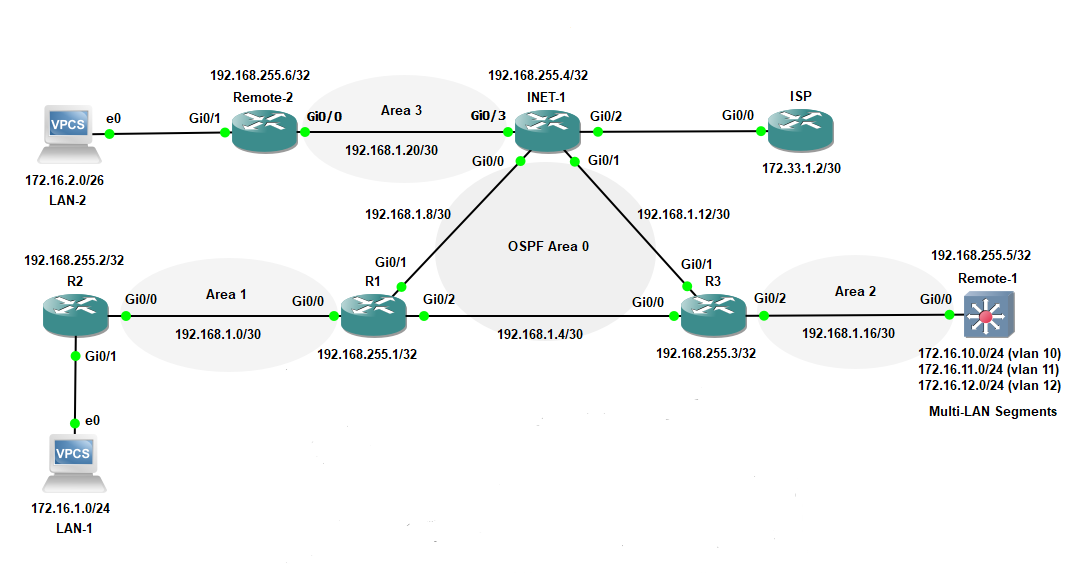 192.168.255.6/32
192.168.255.4/32
Remote-2
Area 3
INET-1
ISP
VPCS
e0
Gi0/1
Gi0/0
Gi0/3
Gi0/2
Gi0/0
192.168.1.20/30
Gi0/0
Gi0/1
172.33.1.2/30
172.16.2.0/26
LAN-2
192.168.1.8/30
192.168.1.12/30
OSPF Area 0
192.168.255.2/32
R2
Gi0/1
R1
Gi0/1
R3
192.168.255.5/32
Remote-1
Gi0/0
Area 1
Gi0/0
Gi0/2
Gi0/0
Gi0/2
Area 2
Gi0/0
192.168.1.0/30
192.168.1.4/30
192.168.1.16/30
192.168.255.1/32
192.168.255.3/32
Gi0/1
172.16.10.0/24 (vlan 10)
172.16.11.0/24 (vlan 11)
172.16.12.0/24 (vlan 12)
Multi-LAN Segments
e0
VPCS
172.16.1.0/24
LAN-1